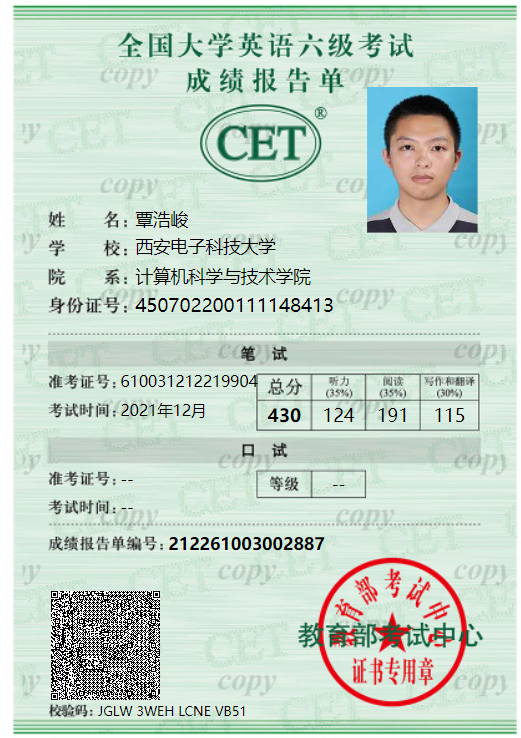 全国大学英语六级考试
成绩报告单
CET®
姓 名：覃浩峻
学 校：西安电子科技大学
院 系：计算机科学与技术学院
身份证号：450702200111148413
笔 试
准考证号：610031212219904
考试时间：2021年12月
总分 听力(35%) 阅读(35%) 写作和翻译(30%)
430 124 191 115
口 试
准考证号：--
考试时间：--
等级 --
成绩报告单编号：212261003002887
教育部考试中心
教育部考试中心
证书专用章
校验码：JGLW 3WEH LCNE VB51
copy